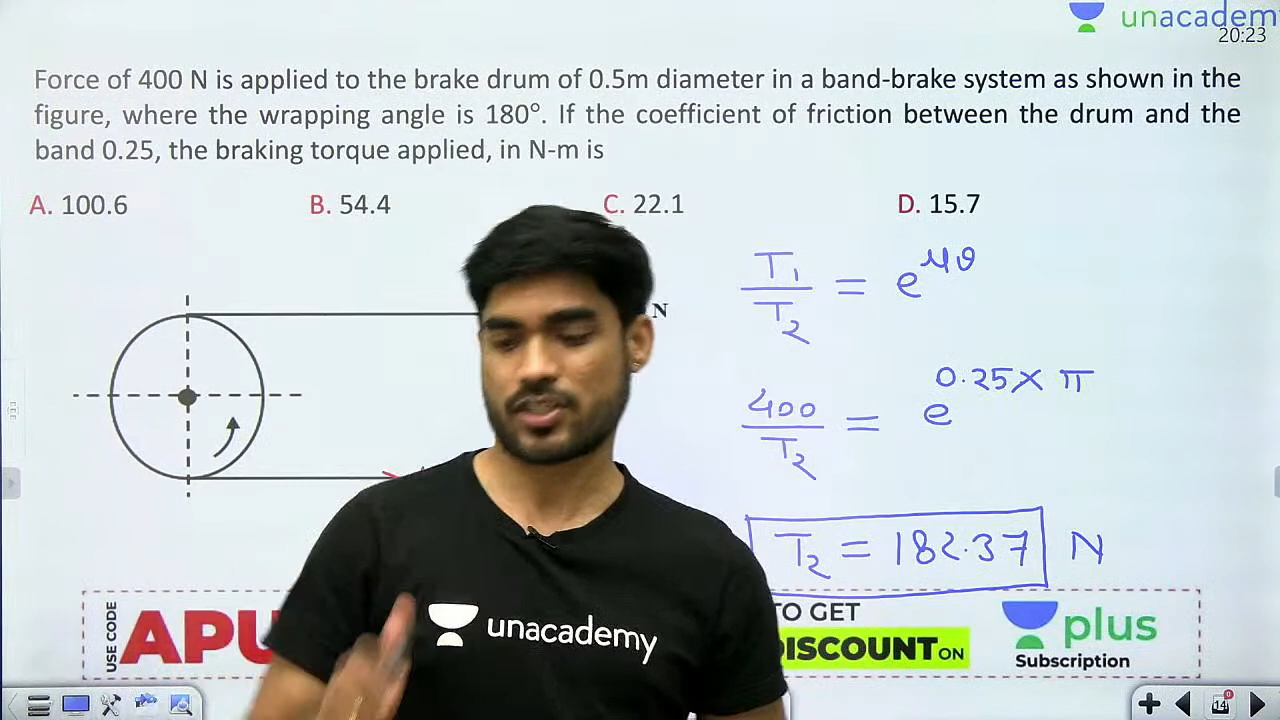 unacademy
20:23
Force of 400 N is applied to the brake drum of 0.5m diameter in a band-brake system as shown in the
figure, where the wrapping angle is 180°. If the coefficient of friction between the drum and the
band 0.25, the braking torque applied, in N-m is
A. 100.6 B. 54.4 C. 22.1 D. 15.7
N
T₁/T₂ = e^μθ
400/T₂ = e^0.25×π
T₂ = 182.37 N
USE CODE
APU
TO GET
DISCOUNT ON
plus
Subscription
unacademy
14